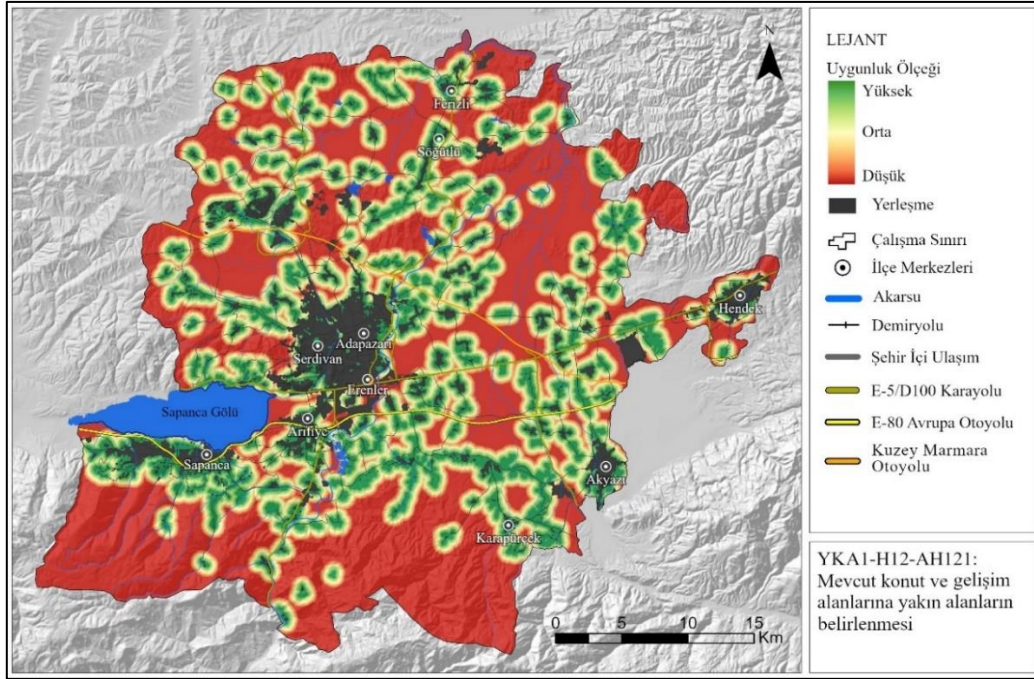 N
Ferizli
Söğütlü
Hendek
Adapazarı
Serdivan
Erenler
Sapanca Gölü
Arifiye
Sapanca
Akyazı
Karapürçek
0 5 10 15
Km
LEJANT
Uygunluk Ölçeği
Yüksek
Orta
Düşük
Yerleşme
Çalışma Sınırı
İlçe Merkezleri
Akarsu
Demiryolu
Şehir İçi Ulaşım
E-5/D100 Karayolu
E-80 Avrupa Otoyolu
Kuzey Marmara
Otoyolu
YKA1-H12-AH121:
Mevcut konut ve gelişim
alanlarına yakın alanların
belirlenmesi